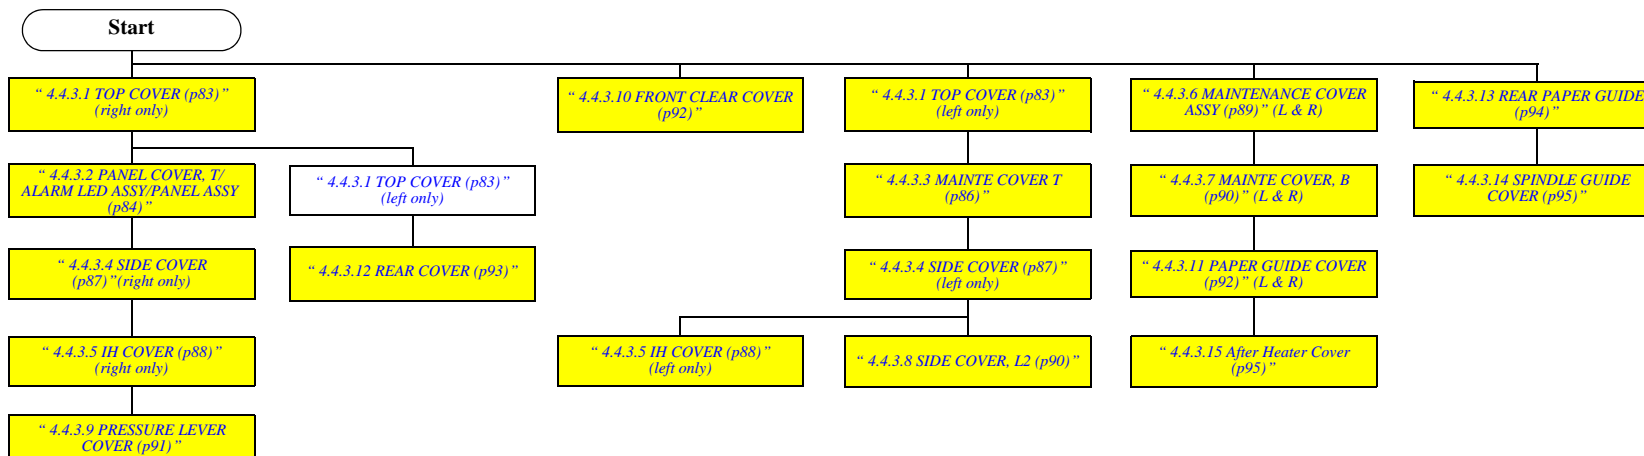 Start
“ 4.4.3.1 TOP COVER (p83)”
(right only)
“ 4.4.3.10 FRONT CLEAR COVER
(p92)”
“ 4.4.3.1 TOP COVER (p83)”
(left only)
“ 4.4.3.6 MAINTENANCE COVER
ASSY (p89)” (L & R)
“ 4.4.3.13 REAR PAPER GUIDE
(p94)”
“ 4.4.3.2 PANEL COVER, T/
ALARM LED ASSY/PANEL ASSY
(p84)”
“ 4.4.3.1 TOP COVER (p83)”
(left only)
“ 4.4.3.3 MAINTE COVER T
(p86)”
“ 4.4.3.7 MAINTE COVER, B
(p90)” (L & R)
“ 4.4.3.14 SPINDLE GUIDE
COVER (p95)”
“ 4.4.3.4 SIDE COVER
(p87)”(right only)
“ 4.4.3.12 REAR COVER (p93)”
“ 4.4.3.4 SIDE COVER (p87)”
(left only)
“ 4.4.3.11 PAPER GUIDE COVER
(p92)” (L & R)
“ 4.4.3.5 IH COVER (p88)”
(right only)
“ 4.4.3.5 IH COVER (p88)”
(left only)
“ 4.4.3.8 SIDE COVER, L2 (p90)”
“ 4.4.3.15 After Heater Cover
(p95)”
“ 4.4.3.9 PRESSURE LEVER
COVER (p91)”